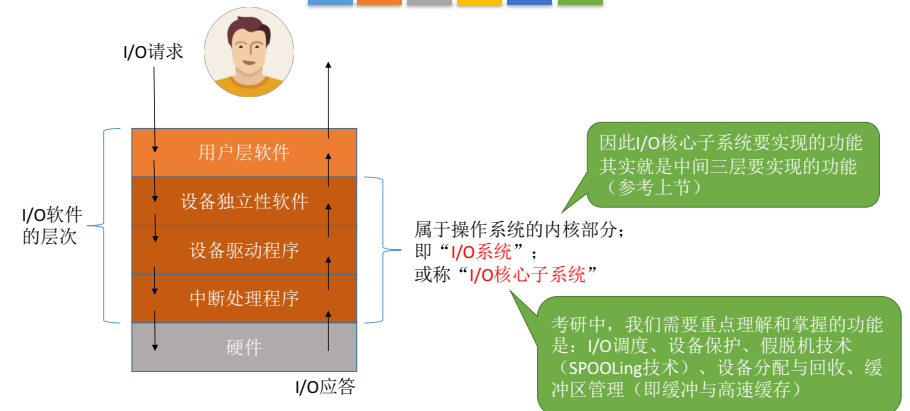 I/O请求
用户层软件
设备独立性软件
设备驱动程序
中断处理程序
硬件
I/O应答
I/O软件
的层次
属于操作系统的内核部分；
即“I/O系统”；
或称“I/O核心子系统”
因此I/O核心子系统要实现的功能
其实就是中间三层要实现的功能
（参考上节）
考研中，我们需要重点理解和掌握的功能
是：I/O调度、设备保护、假脱机技术
（SPOOLing技术）、设备分配与回收、缓
冲区管理（即缓冲与高速缓存）